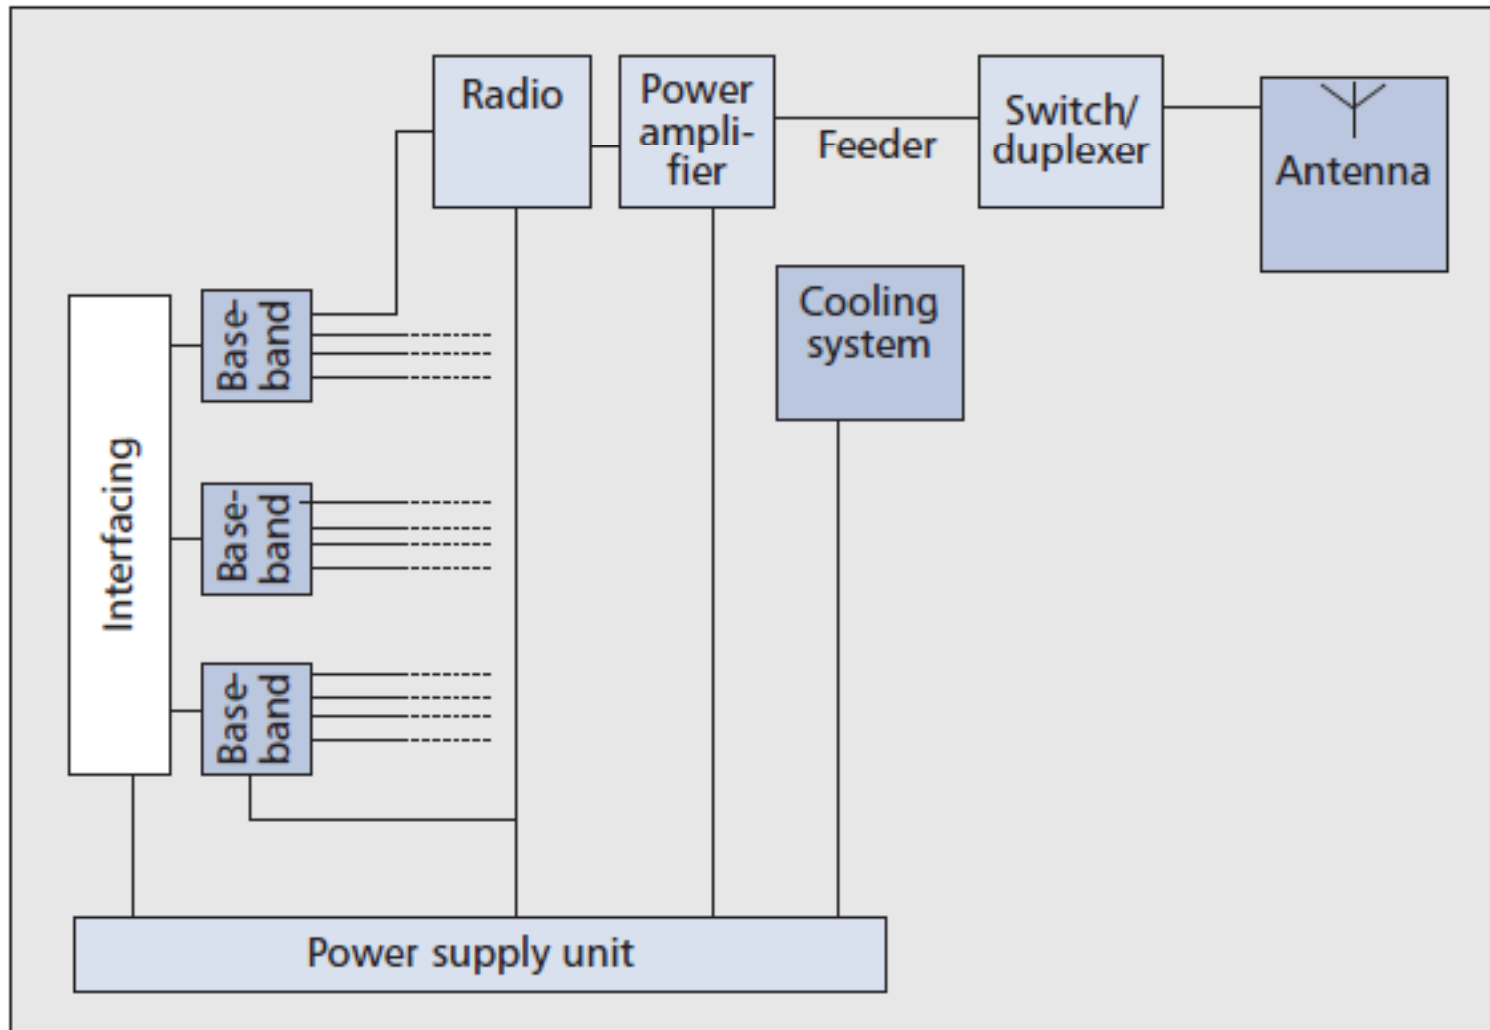 Radio
Power
ampli-
fier
Feeder
Switch/
duplexer
Antenna
Cooling
system
Interfacing
Base-
band
Base-
band
Base-
band
Power supply unit